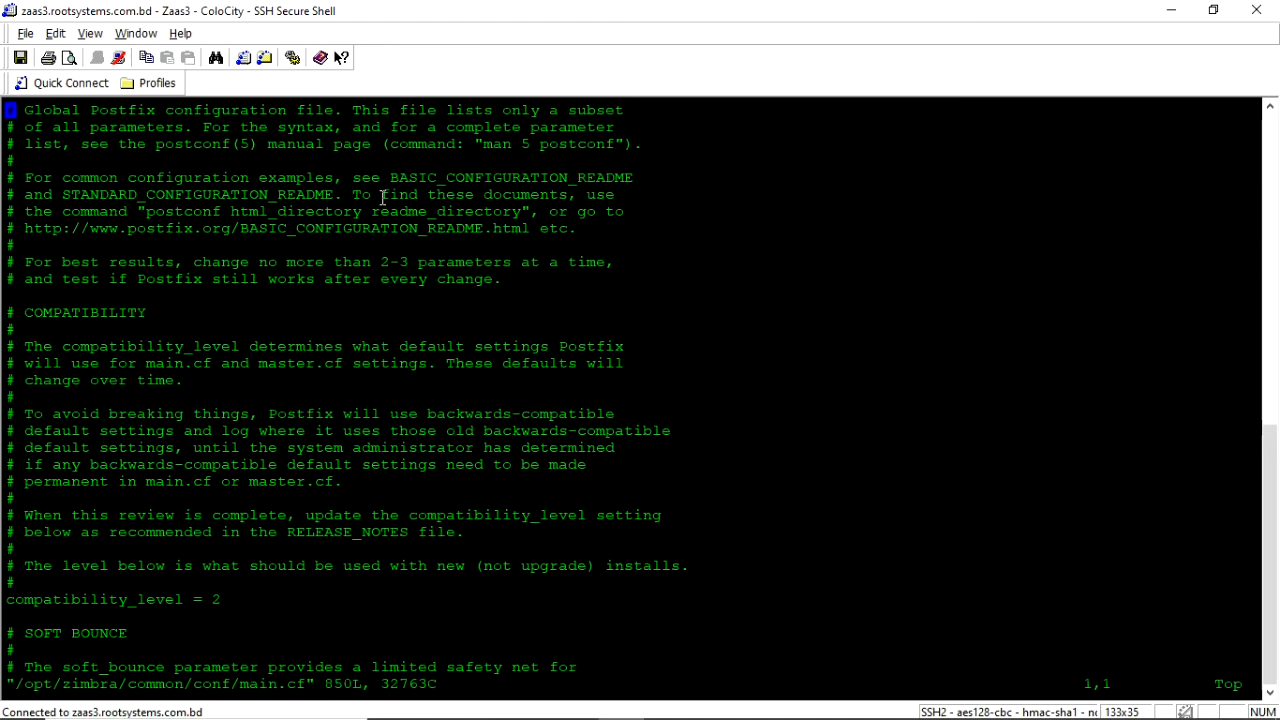 zaas3.rootsystems.com.bd - Zaas3 - ColoCity - SSH Secure Shell
File Edit View Window Help
Quick Connect Profiles
# Global Postfix configuration file. This file lists only a subset
# of all parameters. For the syntax, and for a complete parameter
# list, see the postconf(5) manual page (command: "man 5 postconf").
#
# For common configuration examples, see BASIC_CONFIGURATION_README
# and STANDARD_CONFIGURATION_README. To find these documents, use
# the command "postconf html_directory readme_directory", or go to
# http://www.postfix.org/BASIC_CONFIGURATION_README.html etc.
#
# For best results, change no more than 2-3 parameters at a time,
# and test if Postfix still works after every change.
# COMPATIBILITY
#
# The compatibility_level determines what default settings Postfix
# will use for main.cf and master.cf settings. These defaults will
# change over time.
#
# To avoid breaking things, Postfix will use backwards-compatible
# default settings and log where it uses those old backwards-compatible
# default settings, until the system administrator has determined
# if any backwards-compatible default settings need to be made
# permanent in main.cf or master.cf.
#
# When this review is complete, update the compatibility_level setting
# below as recommended in the RELEASE_NOTES file.
#
# The level below is what should be used with new (not upgrade) installs.
#
compatibility_level = 2
# SOFT BOUNCE
#
# The soft_bounce parameter provides a limited safety net for
"/opt/zimbra/common/conf/main.cf" 850L, 32763C 1,1 Top
Connected to zaas3.rootsystems.com.bd SSH2 - aes128-cbc - hmac-sha1 - 133x35 NUM